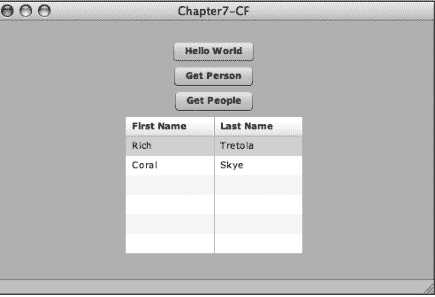 Chapter7-CF
Hello World
Get Person
Get People
First Name Last Name
Rich Tretola
Coral Skye